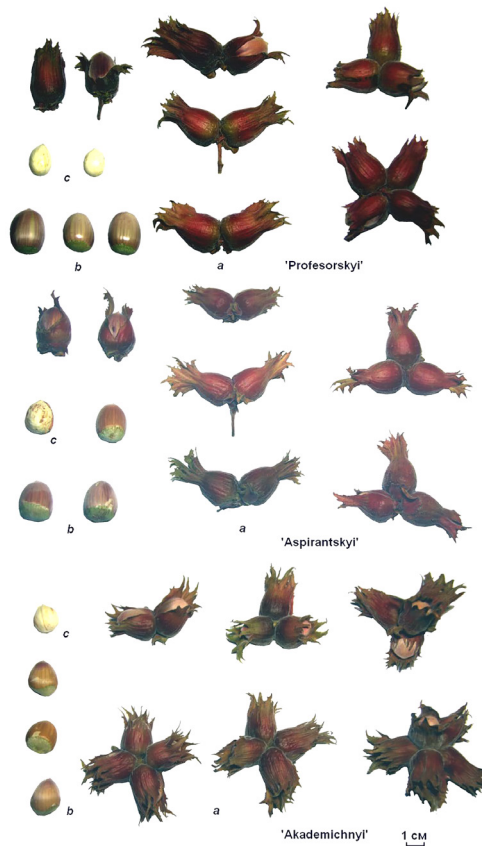 c
b
a
'Profesorskyi'
c
b
a
'Aspirantskyi'
c
b
a
'Akademichnyi'
1 см